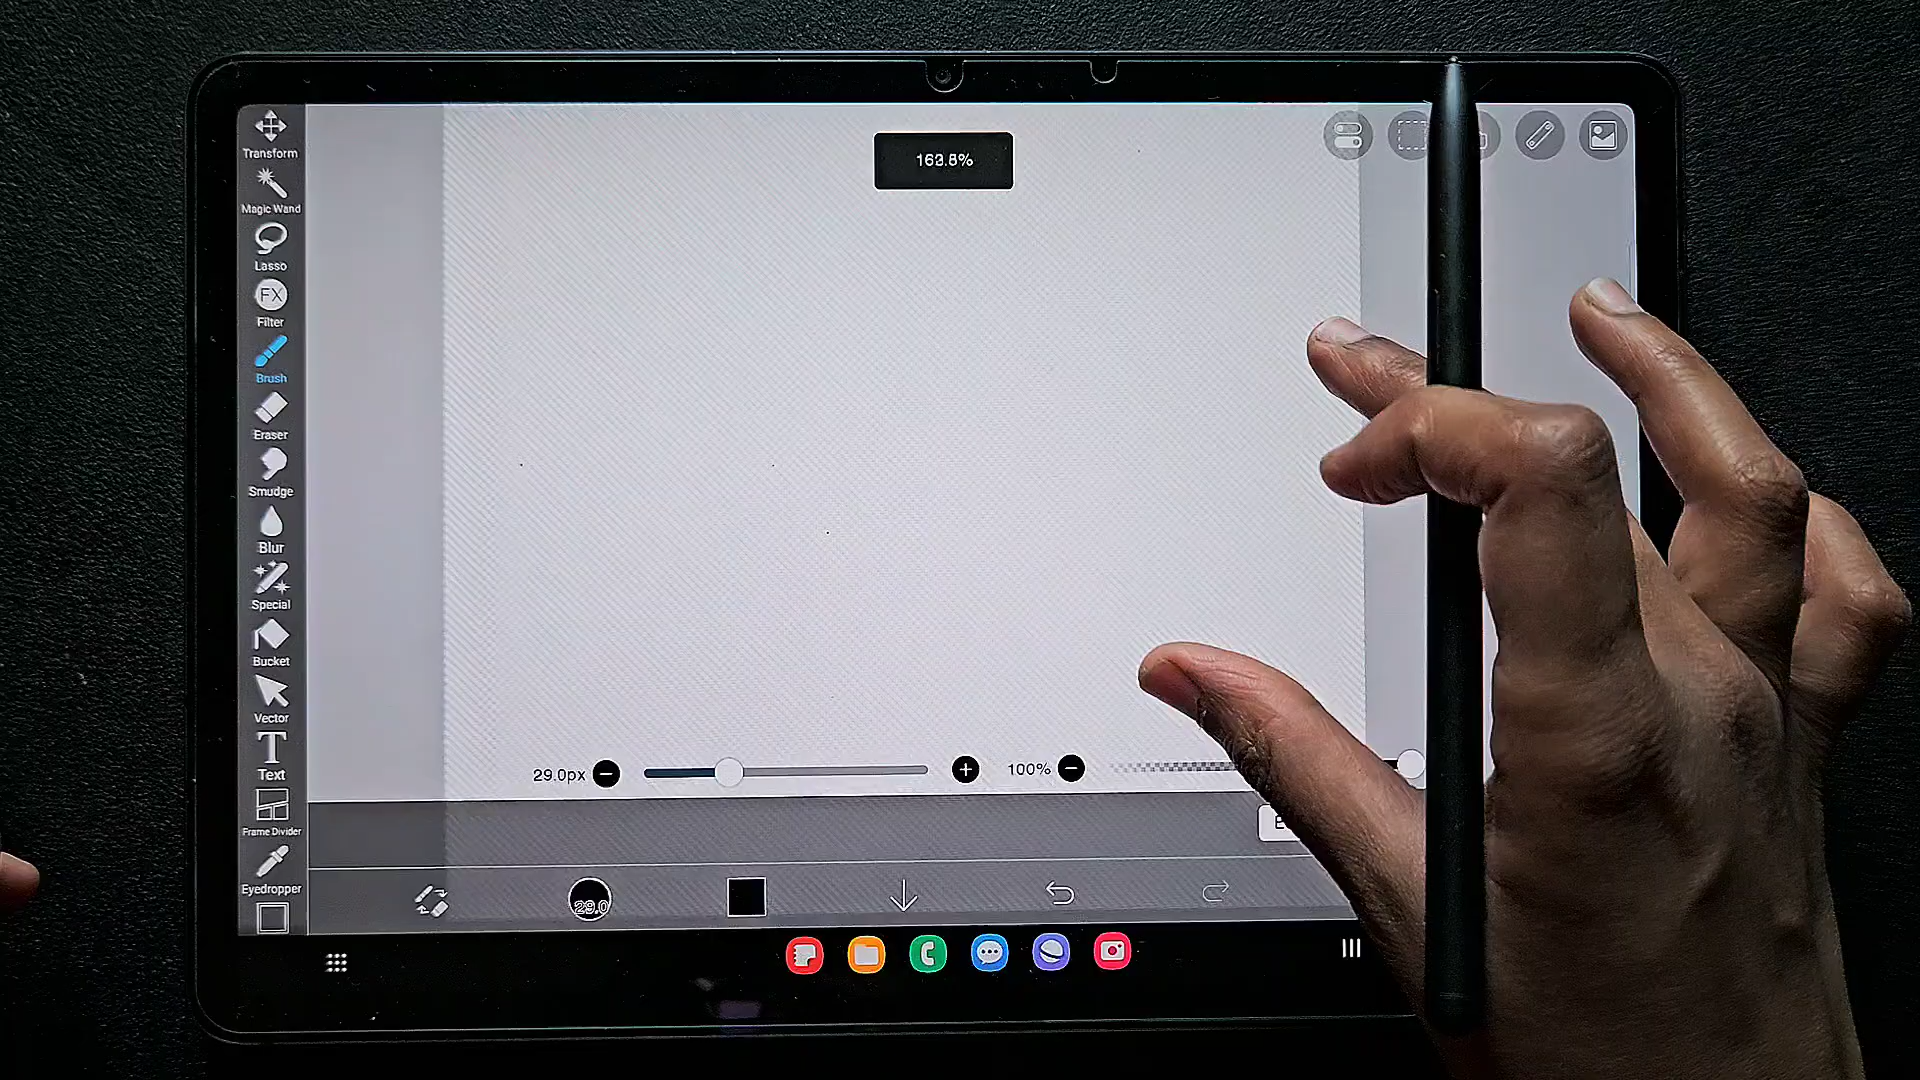 163.8%
Transform
Magic Wand
Lasso
FX
Filter
Brush
Eraser
Smudge
Blur
Special
Bucket
Vector
T
Text
Frame Divider
Eyedropper
29.0px
100%
29.0